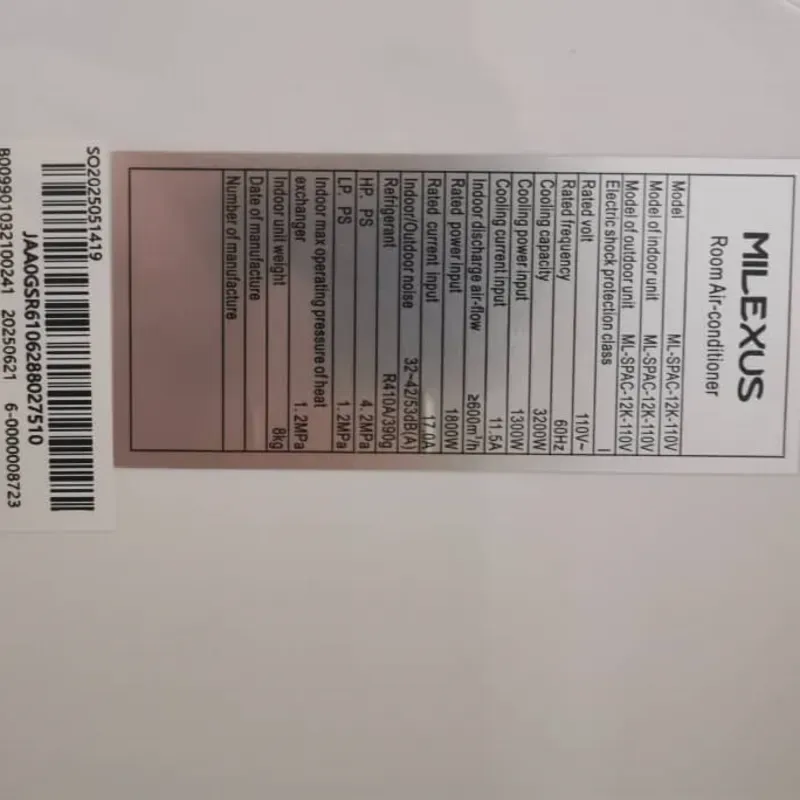 MILEXUS
Room Air-conditioner
Model ML-SPAC-12K-110V
Model of indoor unit ML-SPAC-12K-110V
Model of outdoor unit ML-SPAC-12K-110V
Electric shock protection class I
Rated volt 110V~
Rated frequency 60Hz
Cooling capacity 3200W
Cooling power input 1300W
Cooling current input 11.5A
Indoor discharge air-flow ≥600m³/h
Rated power input 1800W
Rated current input 17.0A
Indoor/Outdoor noise 32~42/53dB(A)
Refrigerant R410A/390g
HP. PS 4.2MPa
LP. PS 1.2MPa
Indoor max operating pressure of heat
exchanger 1.2MPa
Indoor unit weight 8kg
Date of manufacture
Number of manufacture
SO2025051419
JAA0GSR6106288027510
B009901032100241 20250621 6-0000008723